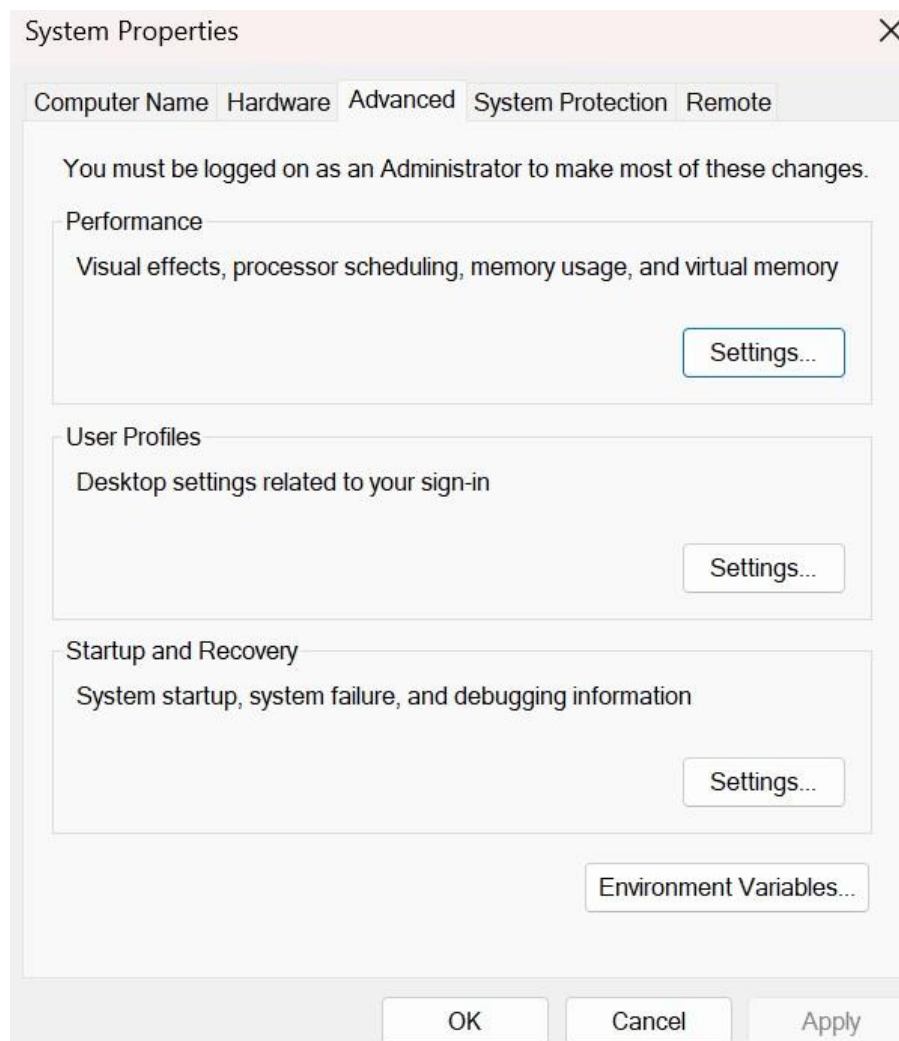 System Properties
Computer Name Hardware Advanced System Protection Remote
You must be logged on as an Administrator to make most of these changes.
Performance
Visual effects, processor scheduling, memory usage, and virtual memory
Settings...
User Profiles
Desktop settings related to your sign-in
Settings...
Startup and Recovery
System startup, system failure, and debugging information
Settings...
Environment Variables...
OK Cancel Apply